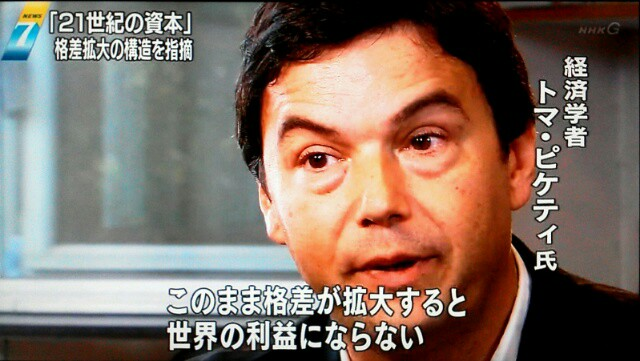 NEWS
7
「21世紀の資本」
格差拡大の構造を指摘
NHK G
経済学者
トマ・ピケティ氏
このまま格差が拡大すると
世界の利益にならない